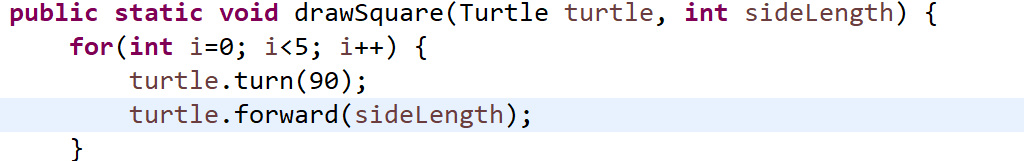 public static void drawSquare(Turtle turtle, int sideLength) {
for(int i=0; i<5; i++) {
turtle.turn(90);
turtle.forward(sideLength);
}